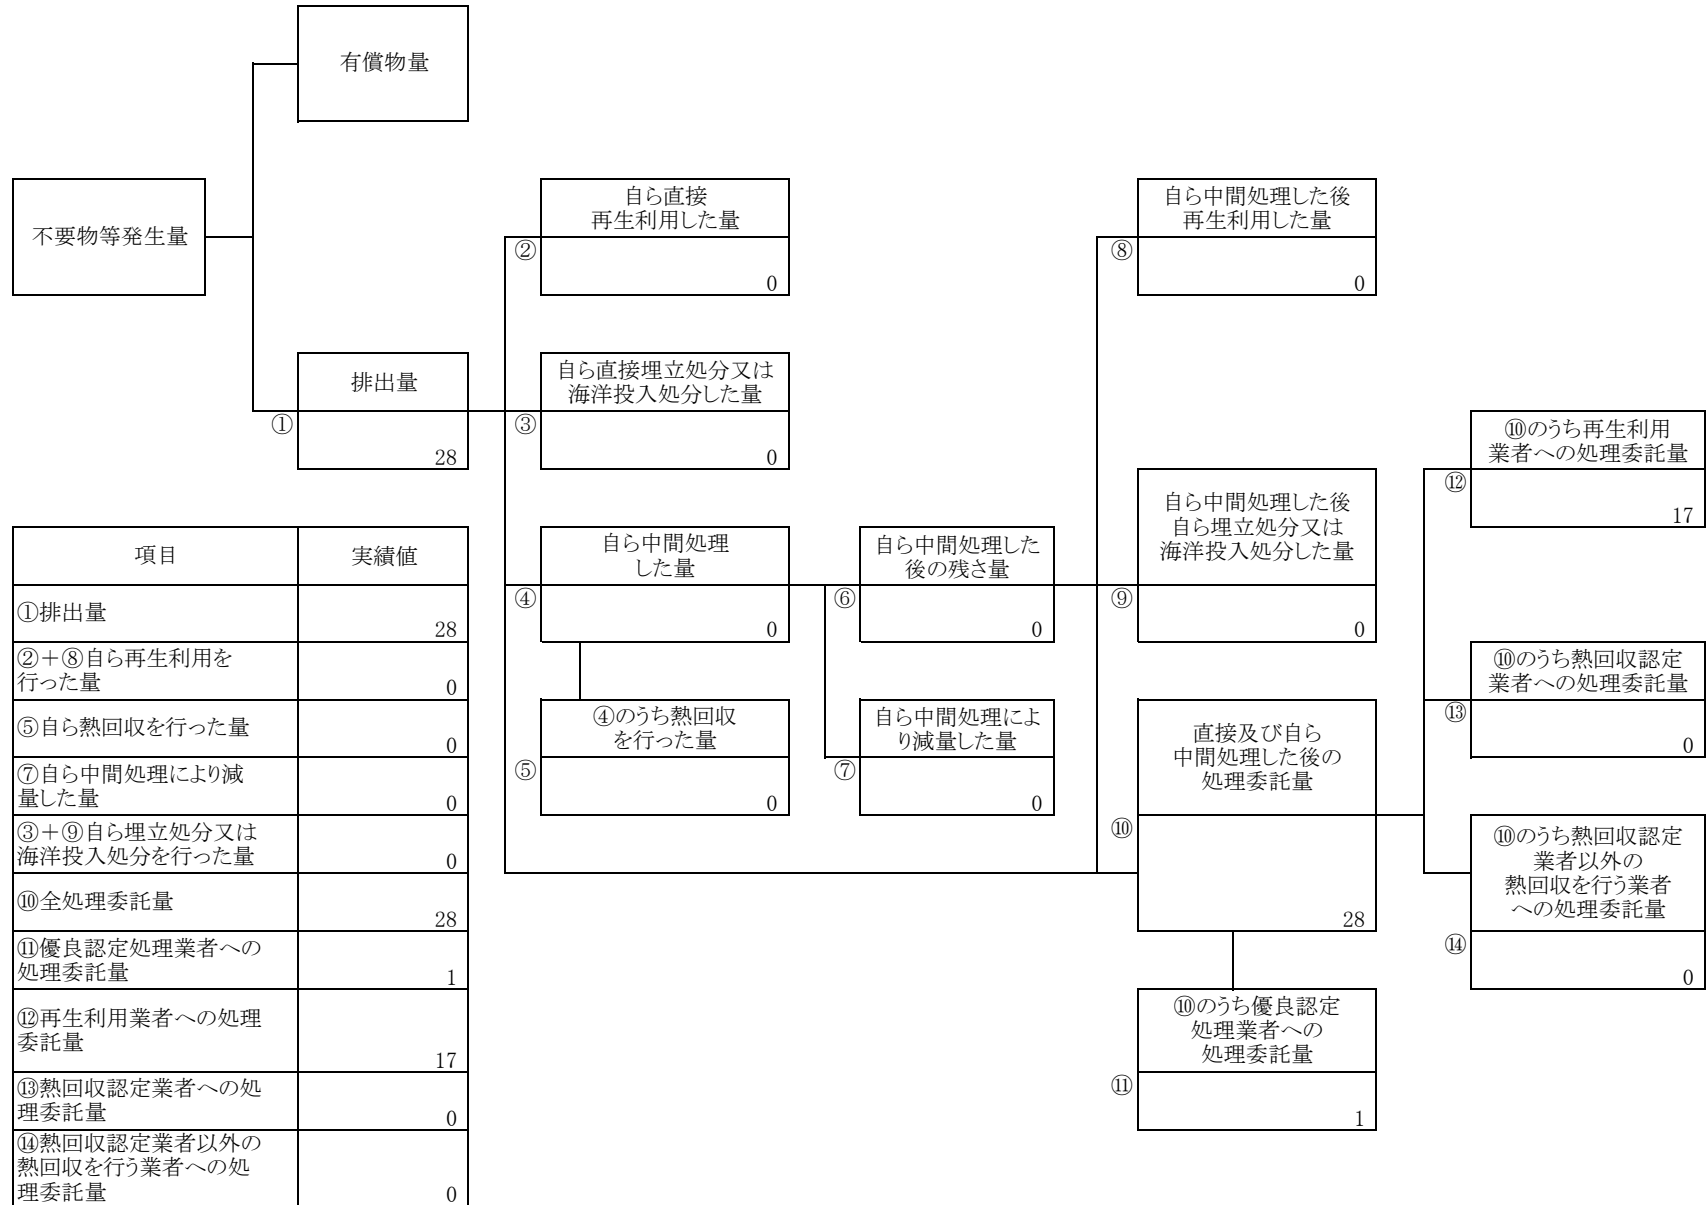 有償物量
不要物等発生量
自ら直接
再生利用した量
②
0
自ら中間処理した後
再生利用した量
⑧
0
排出量
①
28
自ら直接埋立処分又は
海洋投入処分した量
③
0
⑩のうち再生利用
業者への処理委託量
⑫
17
自ら中間処理
した量
④
0
自ら中間処理した
後の残さ量
⑥
0
自ら中間処理した後
自ら埋立処分又は
海洋投入処分した量
⑨
0
⑩のうち熱回収認定
業者への処理委託量
⑬
0
④のうち熱回収
を行った量
⑤
0
自ら中間処理によ
り減量した量
⑦
0
直接及び自ら
中間処理した後の
処理委託量
⑩
28
⑩のうち熱回収認定
業者以外の
熱回収を行う業者
への処理委託量
⑭
0
⑩のうち優良認定
処理業者への
処理委託量
⑪
1
項目 実績値
①排出量
28
②+⑧自ら再生利用を
行った量
0
⑤自ら熱回収を行った量
0
⑦自ら中間処理により減
量した量
0
③+⑨自ら埋立処分又は
海洋投入処分を行った量
0
⑩全処理委託量
28
⑪優良認定処理業者への
処理委託量
1
⑫再生利用業者への処理
委託量
17
⑬熱回収認定業者への処
理委託量
0
⑭熱回収認定業者以外の
熱回収を行う業者への処
理委託量
0